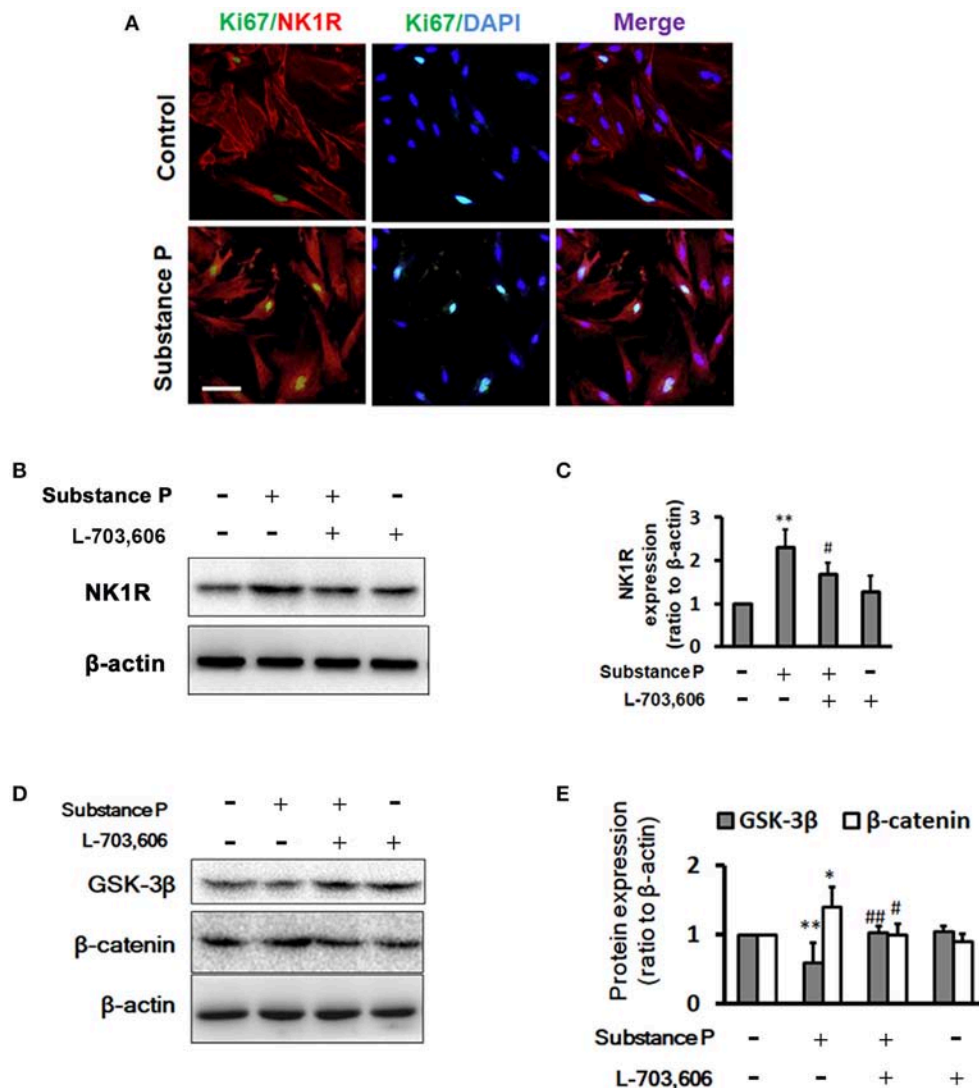 A
Ki67/NK1R Ki67/DAPI Merge
Control
Substance P
B
Substance P - + + -
L-703,606 - - + +
NK1R
β-actin
C
NK1R
expression
(ratio to β-actin)
3
2
1
0
**
#
Substance P - + + -
L-703,606 - - + +
D
Substance P - + + -
L-703,606 - - + +
GSK-3β
β-catenin
β-actin
E
GSK-3β β-catenin
Protein expression
(ratio to β-actin)
2
1
0
**
*
##
#
Substance P - + + -
L-703,606 - - + +